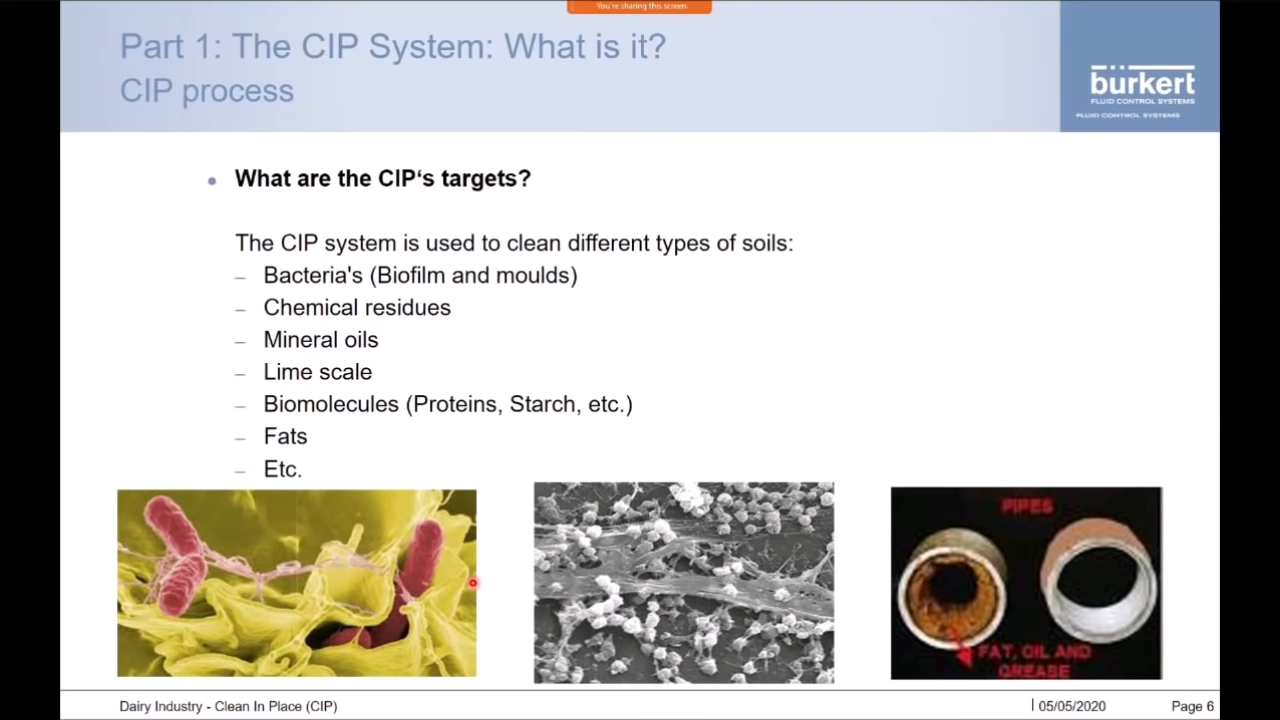 You're sharing this screen.
Part 1: The CIP System: What is it?
CIP process
burkert
FLUID CONTROL SYSTEMS
FLUID CONTROL SYSTEMS
• What are the CIP‘s targets?
The CIP system is used to clean different types of soils:
– Bacteria's (Biofilm and moulds)
– Chemical residues
– Mineral oils
– Lime scale
– Biomolecules (Proteins, Starch, etc.)
– Fats
– Etc.
PIPES
FAT, OIL AND
GREASE
Dairy Industry - Clean In Place (CIP)
05/05/2020
Page 6